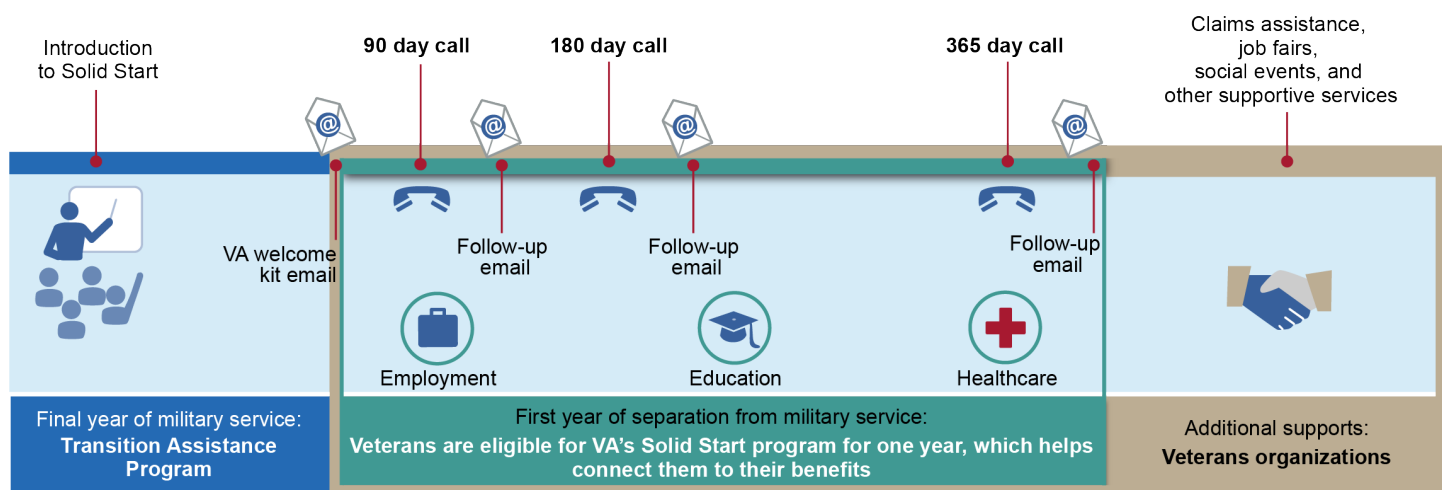 Introduction
to Solid Start
90 day call
180 day call
365 day call
Claims assistance,
job fairs,
social events, and
other supportive services
@
@
@
@
VA welcome
kit email
Follow-up
email
Follow-up
email
Follow-up
email
Employment
Education
Healthcare
Final year of military service:
Transition Assistance
Program
First year of separation from military service:
Veterans are eligible for VA’s Solid Start program for one year, which helps
connect them to their benefits
Additional supports:
Veterans organizations